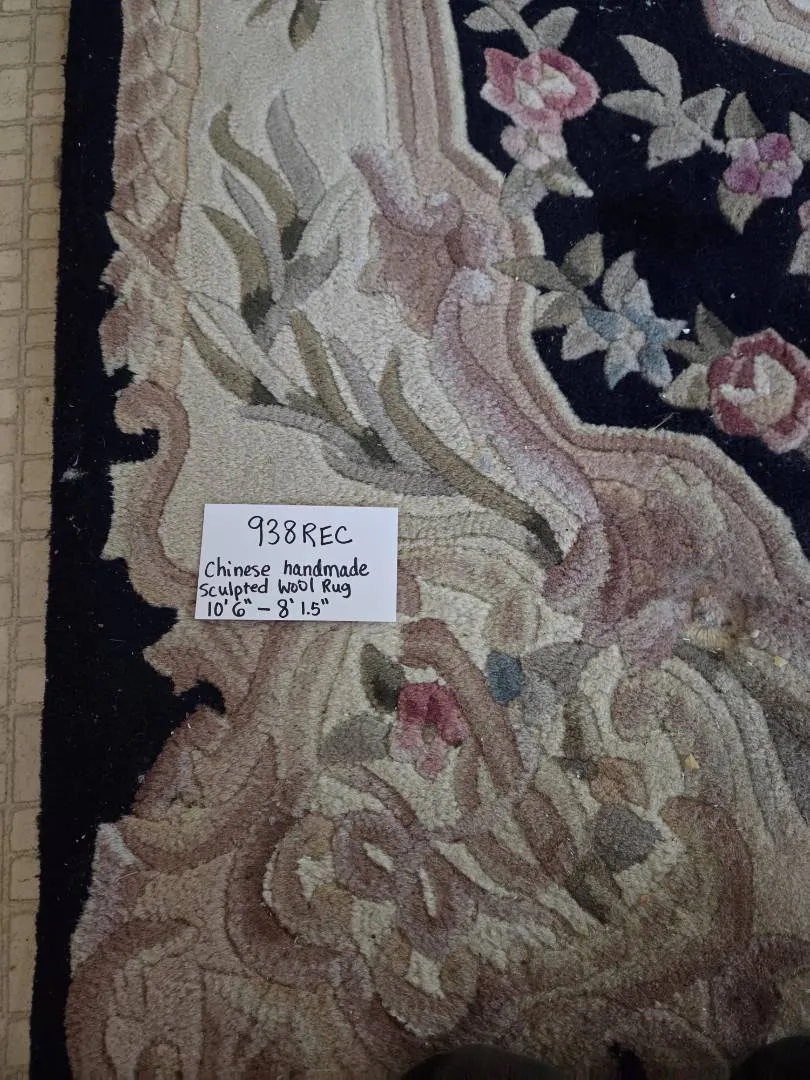 938REC
Chinese handmade
Sculpted Wool Rug
10' 6" - 8' 1.5"